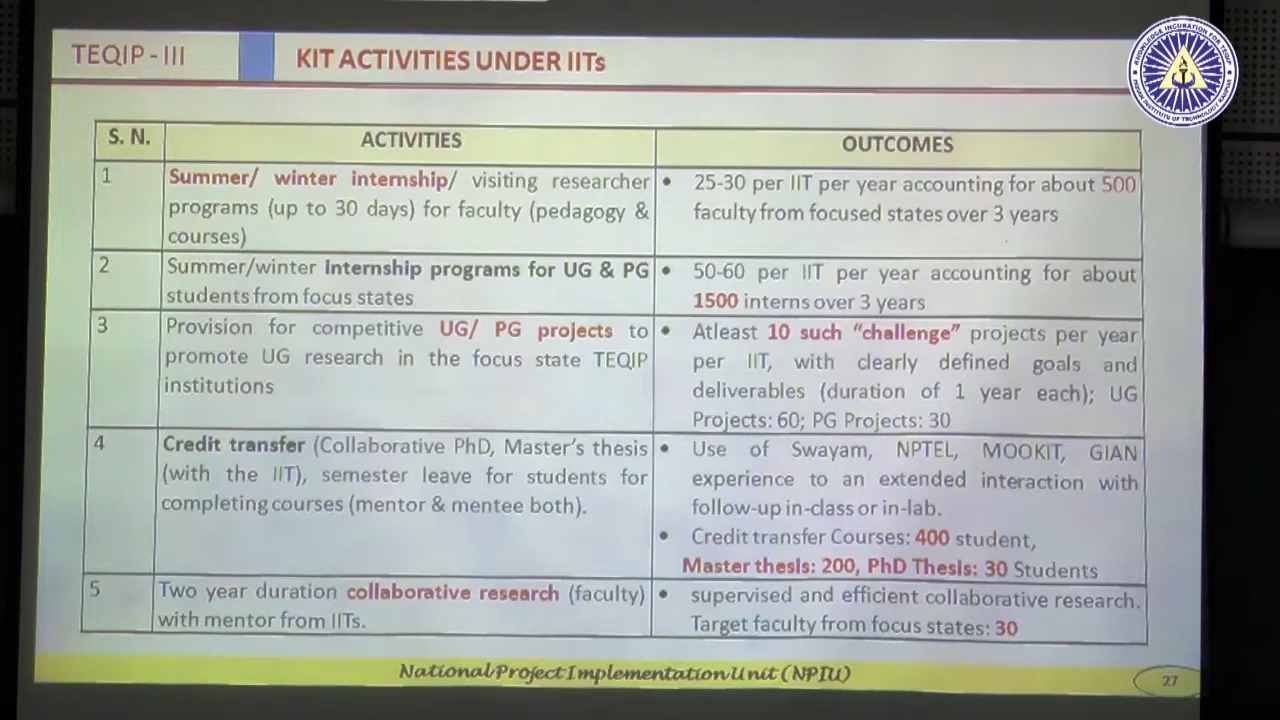 TEQIP - III
KIT ACTIVITIES UNDER IITs
KNOWLEDGE INCUBATION FOR TEQIP
INDIAN INSTITUTE OF TECHNOLOGY KANPUR
S. N.
ACTIVITIES
OUTCOMES
1
Summer/ winter internship/ visiting researcher
programs (up to 30 days) for faculty (pedagogy &
courses)
• 25-30 per IIT per year accounting for about 500
faculty from focused states over 3 years
2
Summer/winter Internship programs for UG & PG
students from focus states
• 50-60 per IIT per year accounting for about
1500 interns over 3 years
3
Provision for competitive UG/ PG projects to
promote UG research in the focus state TEQIP
institutions
• Atleast 10 such “challenge” projects per year
per IIT, with clearly defined goals and
deliverables (duration of 1 year each); UG
Projects: 60; PG Projects: 30
4
Credit transfer (Collaborative PhD, Master’s thesis
(with the IIT), semester leave for students for
completing courses (mentor & mentee both).
• Use of Swayam, NPTEL, MOOKIT, GIAN
experience to an extended interaction with
follow-up in-class or in-lab.
• Credit transfer Courses: 400 student,
Master thesis: 200, PhD Thesis: 30 Students
5
Two year duration collaborative research (faculty)
with mentor from IITs.
• supervised and efficient collaborative research.
Target faculty from focus states: 30
National Project Implementation Unit (NPIU)
27